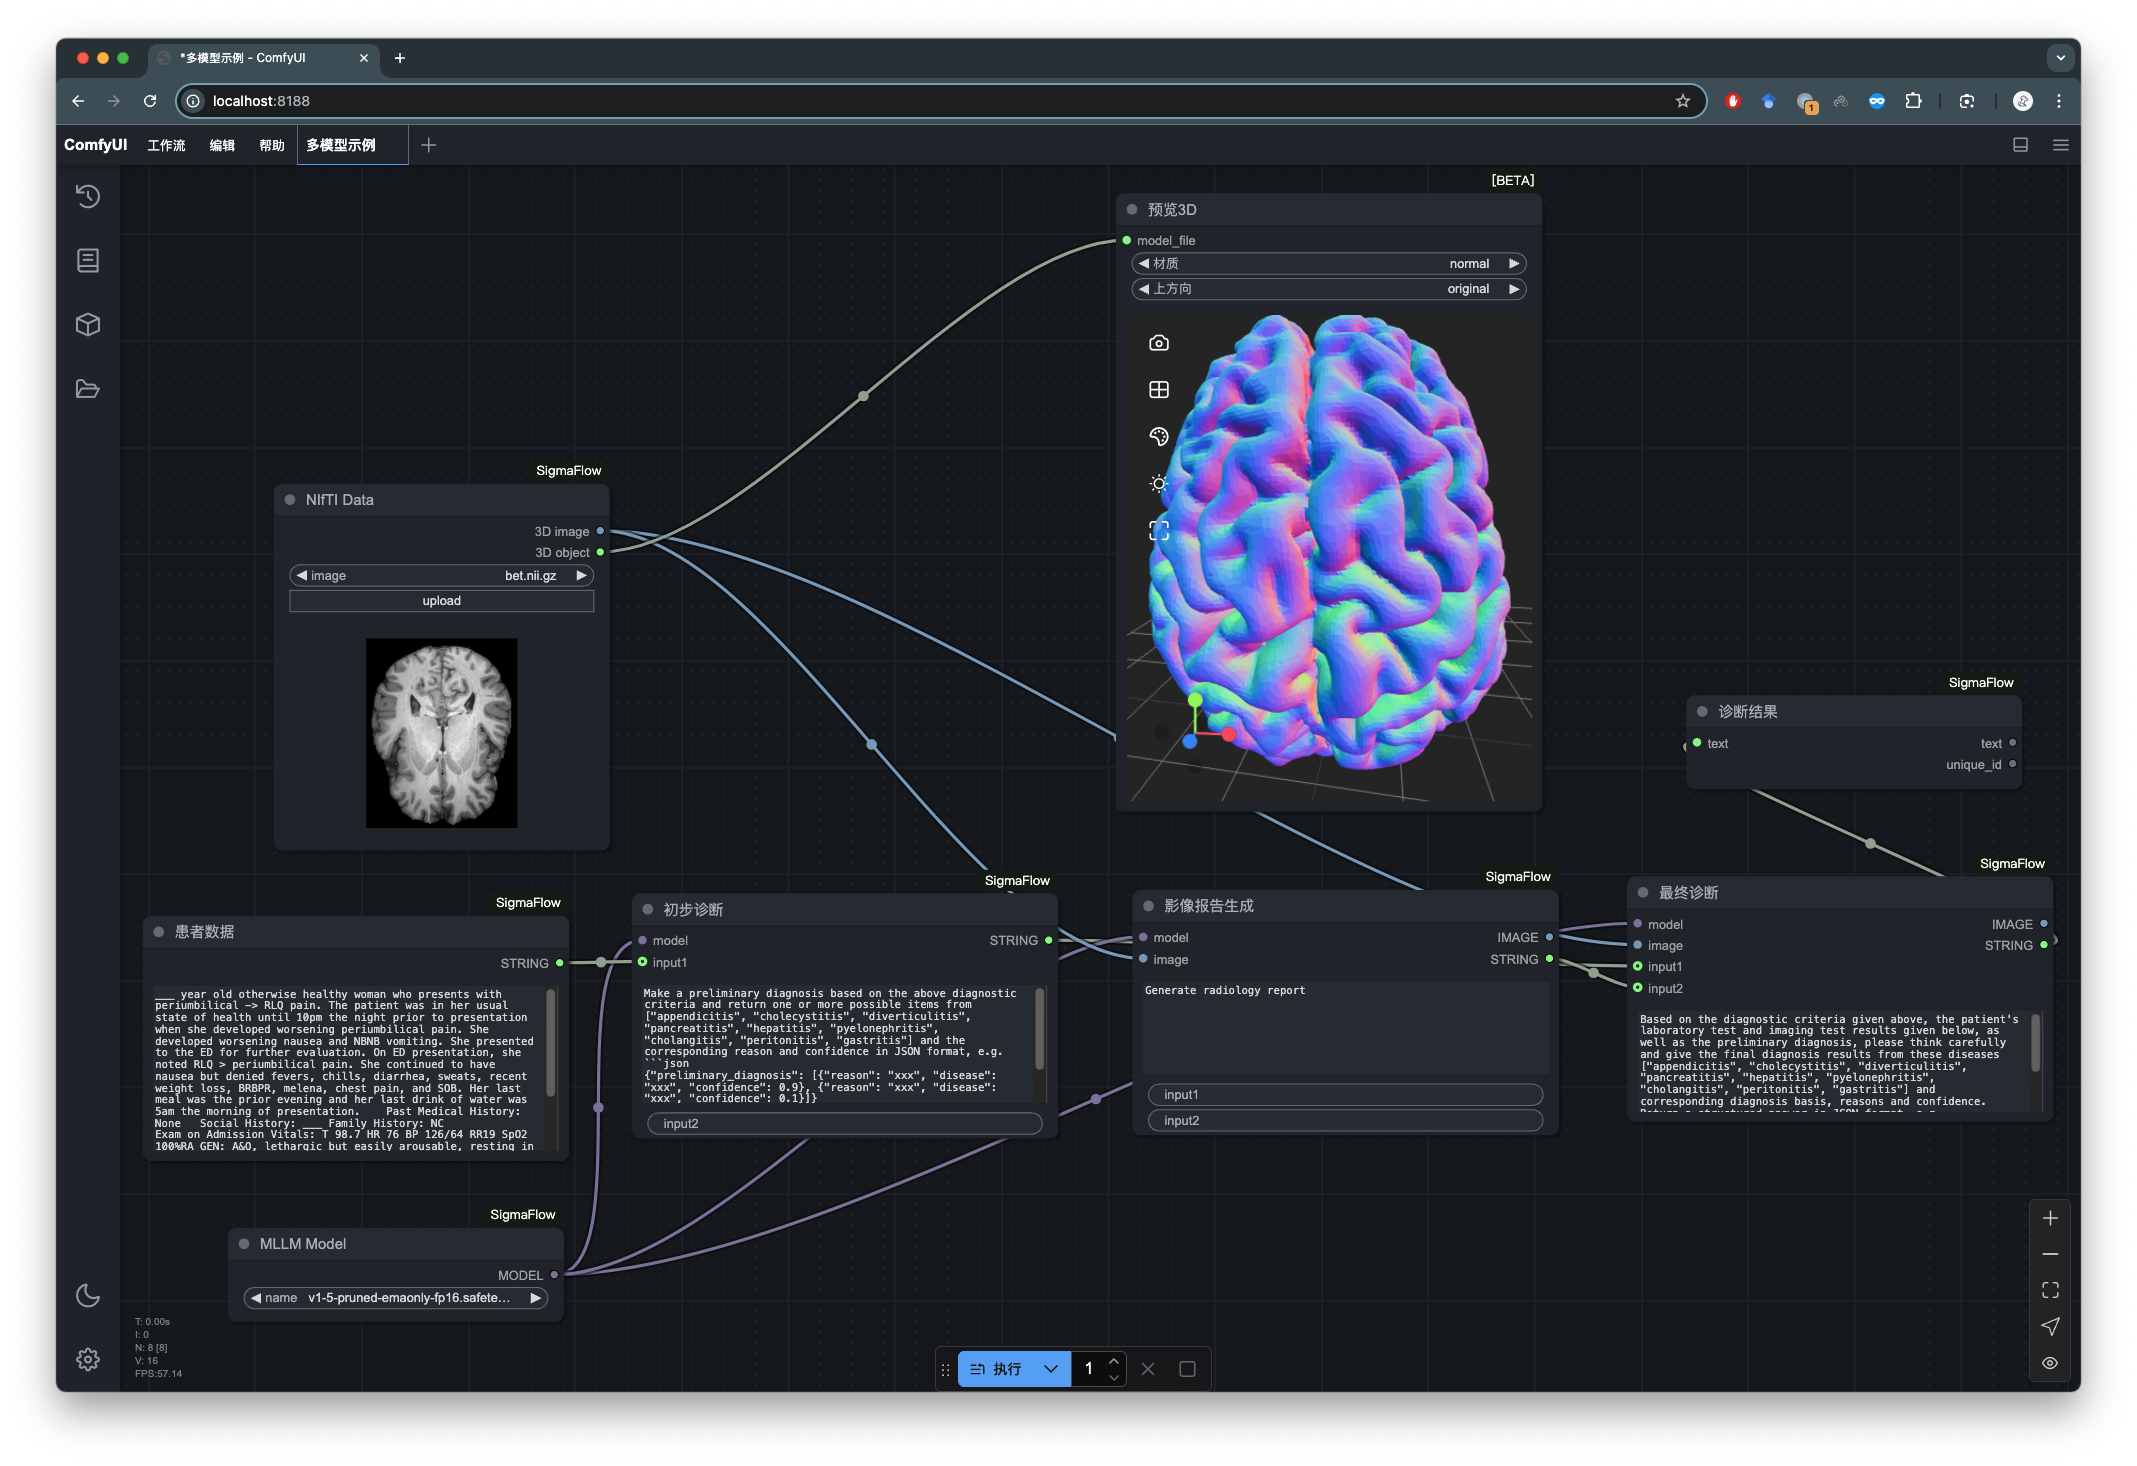 *多模型示例 - ComfyUI
localhost:8188
1
ComfyUI 工作流 编辑 帮助 多模型示例
[BETA]
预览3D
model_file
材质 normal
上方向 original
SigmaFlow
NIfTI Data
3D image
3D object
image bet.nii.gz
upload
SigmaFlow
诊断结果
text text
unique_id
SigmaFlow
患者数据
STRING
___ year old otherwise healthy woman who presents with
periumbilical -> RLQ pain. The patient was in her usual
state of health until 10pm the night prior to presentation
when she developed worsening periumbilical pain. She
developed worsening nausea and NBNB vomiting. She presented
to the ED for further evaluation. On ED presentation, she
noted RLQ > periumbilical pain. She continued to have
nausea but denied fevers, chills, diarrhea, sweats, recent
weight loss, BRBPR, melena, chest pain, and SOB. Her last
meal was the prior evening and her last drink of water was
5am the morning of presentation. Past Medical History:
None Social History: ___ Family History: NC
Exam on Admission Vitals: T 98.7 HR 76 BP 126/64 RR19 SpO2
100%RA GEN: A&O, lethargic but easily arousable, resting in
SigmaFlow
初步诊断
model STRING
input1
Make a preliminary diagnosis based on the above diagnostic
criteria and return one or more possible items from
["appendicitis", "cholecystitis", "diverticulitis",
"pancreatitis", "hepatitis", "pyelonephritis",
"cholangitis", "peritonitis", "gastritis"] and the
corresponding reason and confidence in JSON format, e.g.
```json
{"preliminary_diagnosis": [{"reason": "xxx", "disease":
"xxx", "confidence": 0.9}, {"reason": "xxx", "disease":
"xxx", "confidence": 0.1}]}
input2
SigmaFlow
影像报告生成
model IMAGE
image STRING
Generate radiology report
input1
input2
SigmaFlow
最终诊断
model IMAGE
image STRING
input1
input2
Based on the diagnostic criteria given above, the patient's
laboratory test and imaging test results given below, as
well as the preliminary diagnosis, please think carefully
and give the final diagnosis results from these diseases
["appendicitis", "cholecystitis", "diverticulitis",
"pancreatitis", "hepatitis", "pyelonephritis",
"cholangitis", "peritonitis", "gastritis"] and
corresponding diagnosis basis, reasons and confidence.
SigmaFlow
MLLM Model
MODEL
name v1-5-pruned-emaonly-fp16.safete...
T: 0.00s
I: 0
N: 8 [8]
V: 16
FPS:57.14
执行 1